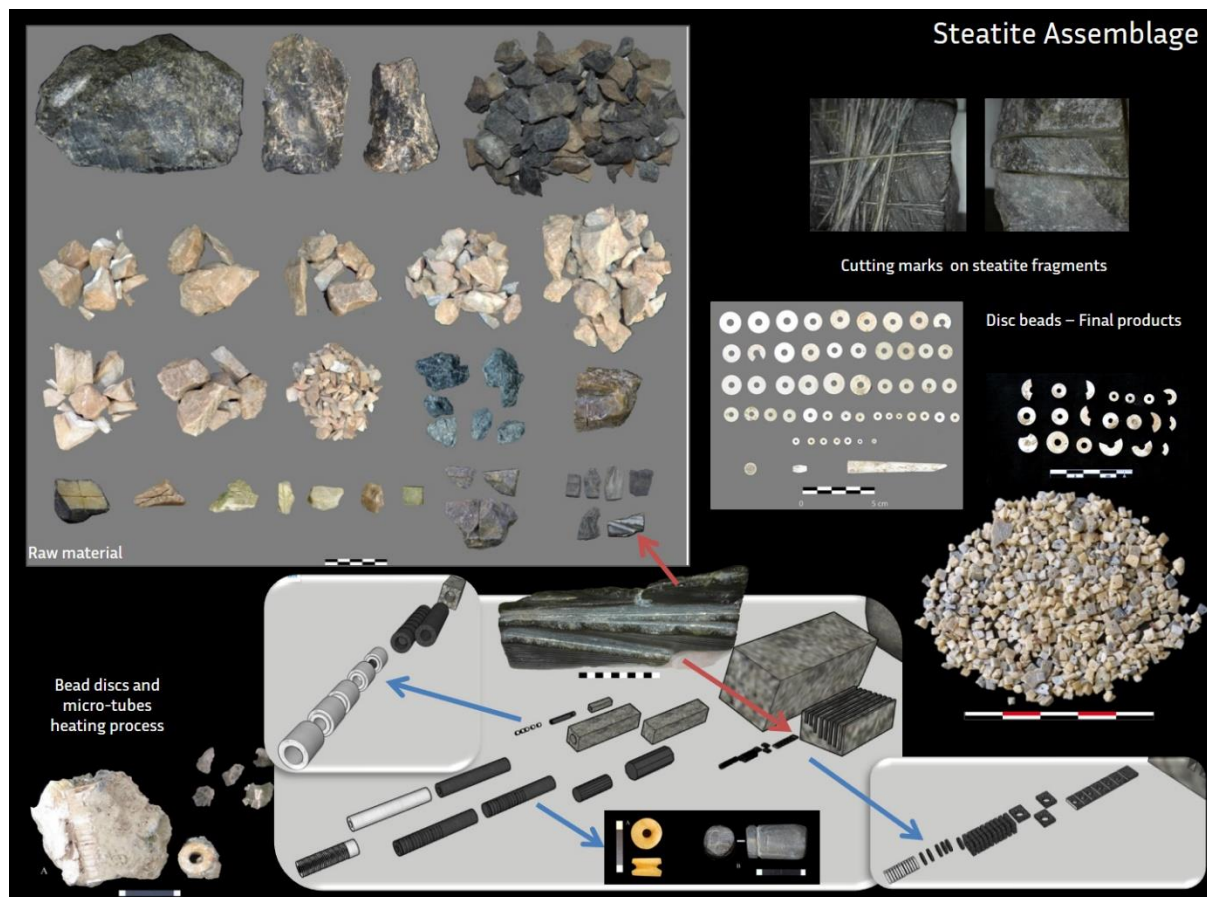 Steatite Assemblage
Cutting marks on steatite fragments
Disc beads – Final products
0 5 cm
Raw material
Bead discs and
micro-tubes
heating process
A
A
B